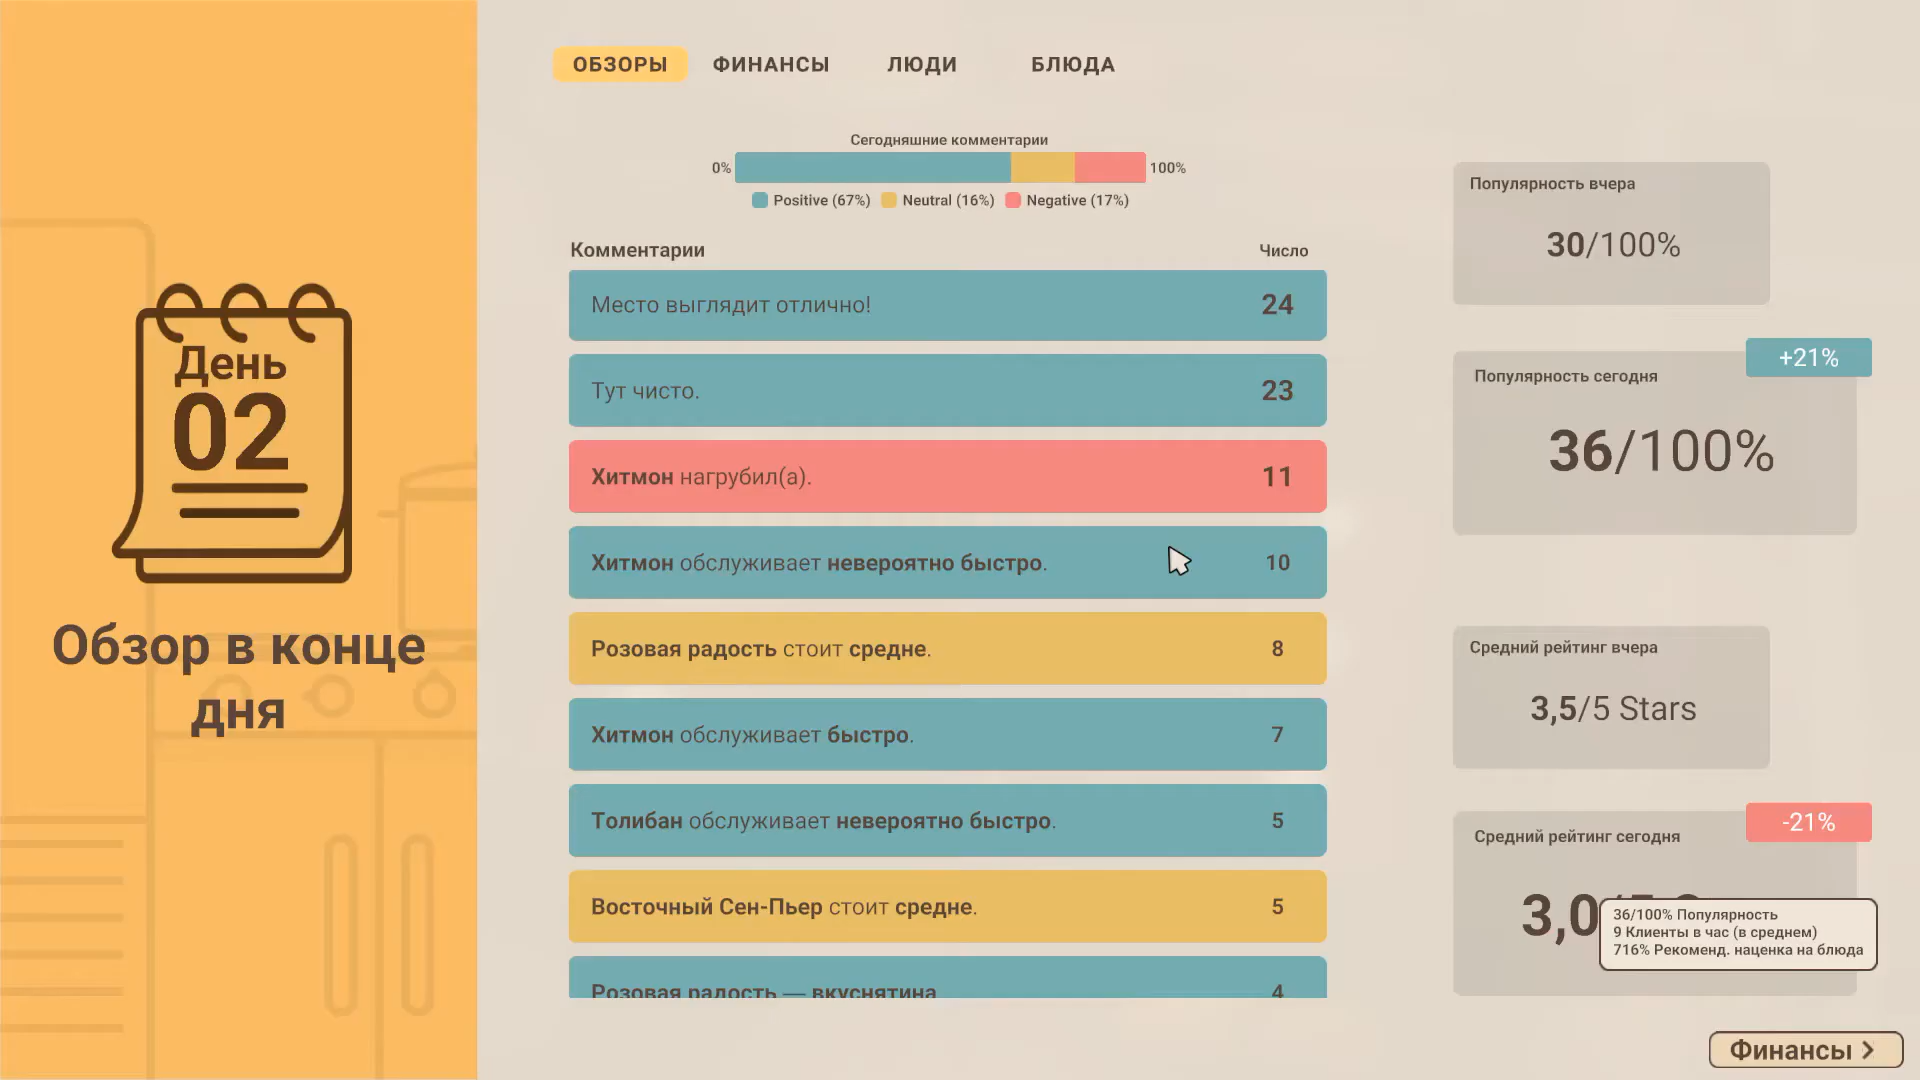 ОБЗОРЫ
ФИНАНСЫ
ЛЮДИ
БЛЮДА
Сегодняшние комментарии
0%
100%
Positive (67%) Neutral (16%) Negative (17%)
Комментарии
Число
Место выглядит отлично!
24
Тут чисто.
23
Хитмон нагрубил(а).
11
Хитмон обслуживает невероятно быстро.
10
Розовая радость стоит средне.
8
Хитмон обслуживает быстро.
7
Толибан обслуживает невероятно быстро.
5
Восточный Сен-Пьер стоит средне.
5
Розовая радость — вкуснятина
4
День
02
Обзор в конце
дня
Популярность вчера
30/100%
+21%
Популярность сегодня
36/100%
Средний рейтинг вчера
3,5/5 Stars
-21%
Средний рейтинг сегодня
3,0
36/100% Популярность
9 Клиенты в час (в среднем)
716% Рекоменд. наценка на блюда
Финансы